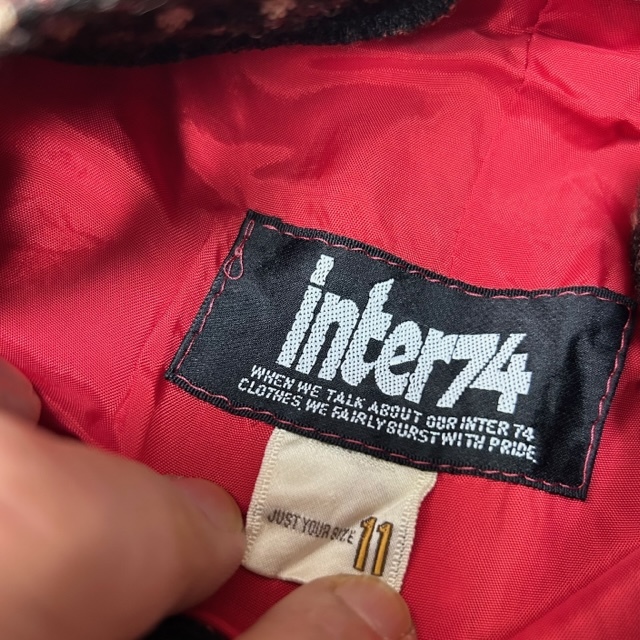 inter74
WHEN WE TALK ABOUT OUR INTER 74
CLOTHES, WE FAIRLY BURST WITH PRIDE
JUST YOUR SIZE 11